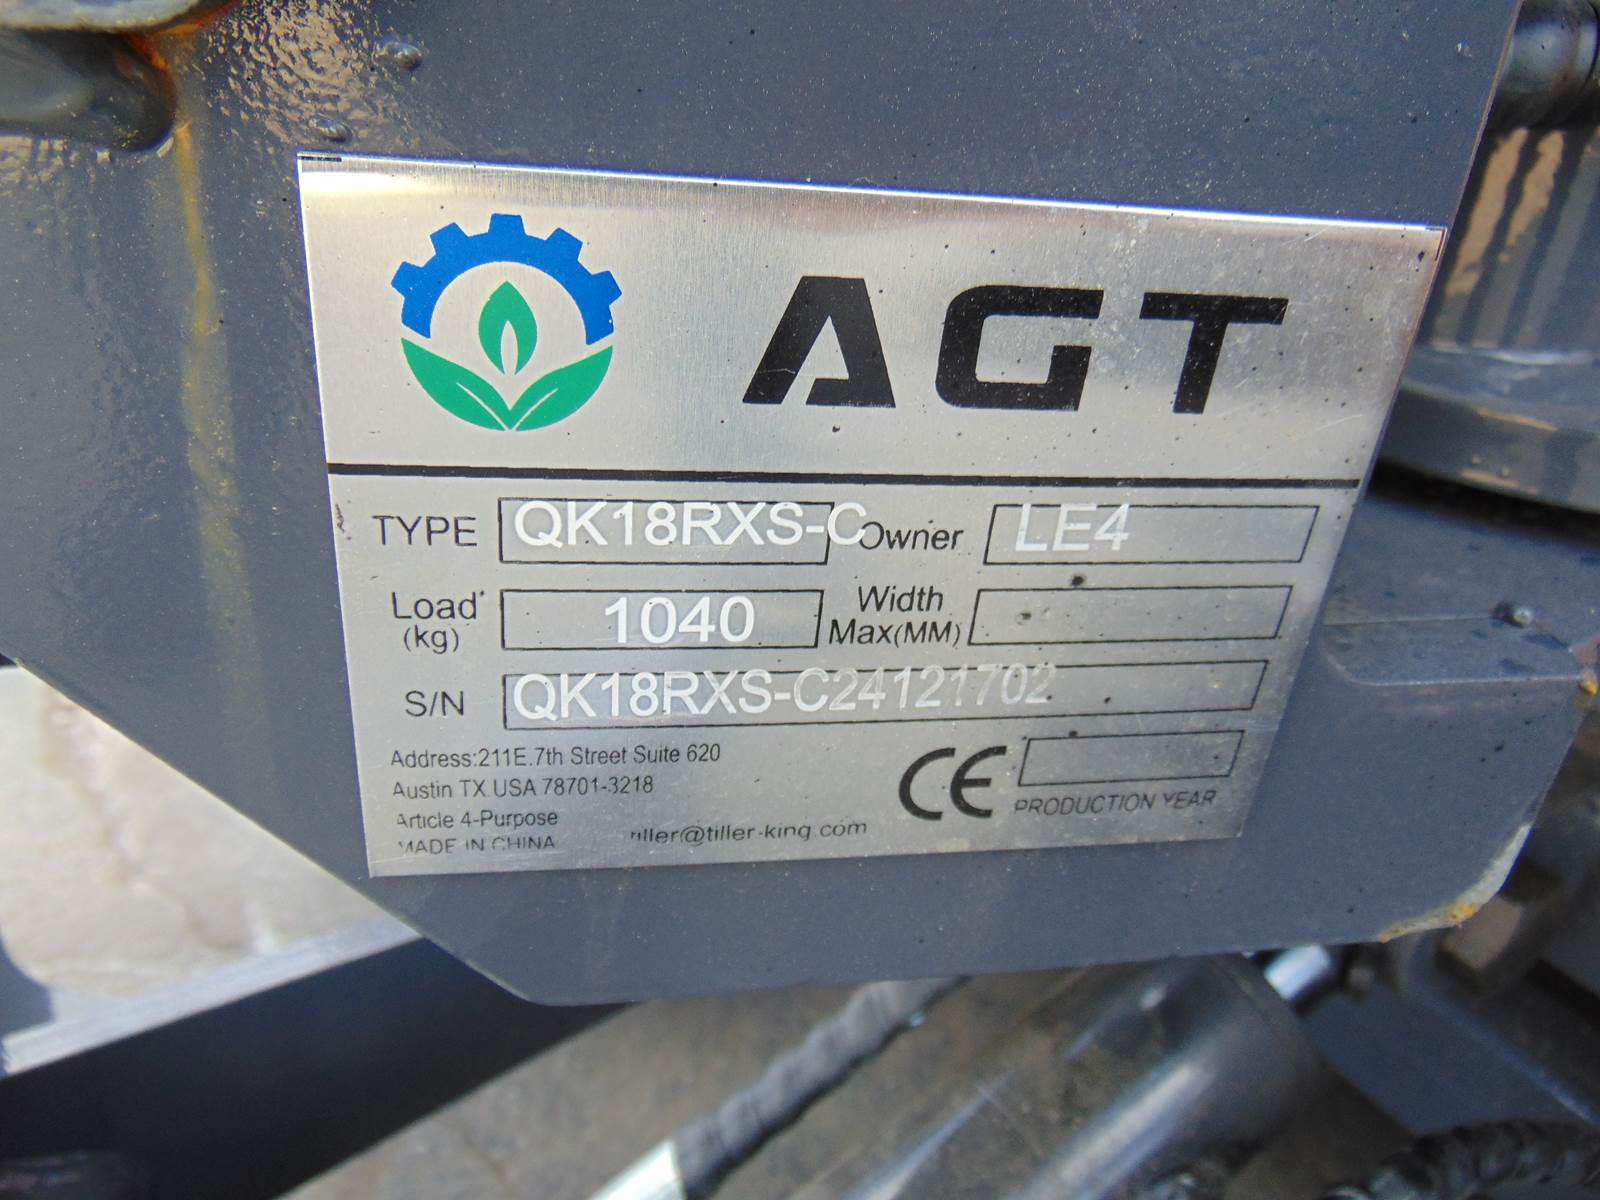 AGT
TYPE QK18RXS-C Owner LE4
Load (kg) 1040 Width Max(MM)
S/N QK18RXS-C24121702
Address:211E.7th Street Suite 620
Austin TX USA 78701-3218
Article 4-Purpose
MADE IN CHINA
tiller@tiller-king.com
CE
PRODUCTION YEAR